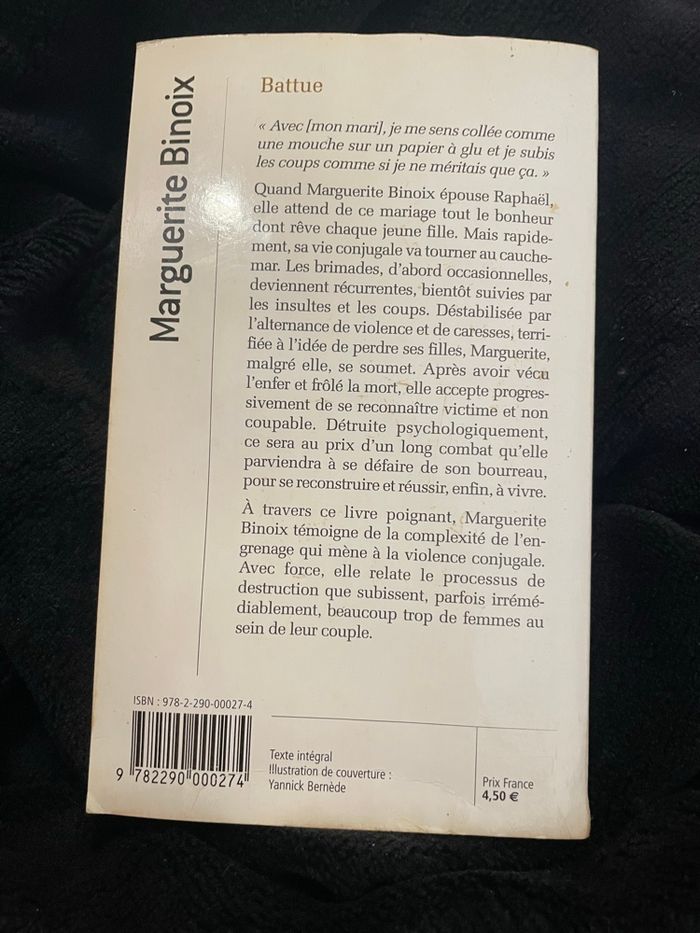 Marguerite Binoix
Battue
« Avec [mon mari], je me sens collée comme
une mouche sur un papier à glu et je subis
les coups comme si je ne méritais que ça. »
Quand Marguerite Binoix épouse Raphaël,
elle attend de ce mariage tout le bonheur
dont rêve chaque jeune fille. Mais rapide-
ment, sa vie conjugale va tourner au cauche-
mar. Les brimades, d'abord occasionnelles,
deviennent récurrentes, bientôt suivies par
les insultes et les coups. Déstabilisée par
l'alternance de violence et de caresses, terri-
fiée à l'idée de perdre ses filles, Marguerite,
malgré elle, se soumet. Après avoir vécu
l'enfer et frôlé la mort, elle accepte progres-
sivement de se reconnaître victime et non
coupable. Détruite psychologiquement,
ce sera au prix d'un long combat qu'elle
parviendra à se défaire de son bourreau,
pour se reconstruire et réussir, enfin, à vivre.
À travers ce livre poignant, Marguerite
Binoix témoigne de la complexité de l'en-
grenage qui mène à la violence conjugale.
Avec force, elle relate le processus de
destruction que subissent, parfois irrémé-
diablement, beaucoup trop de femmes au
sein de leur couple.
ISBN : 978-2-290-00027-4
9 782290 000274
Texte intégral
Illustration de couverture :
Yannick Bernède
Prix France
4,50 €